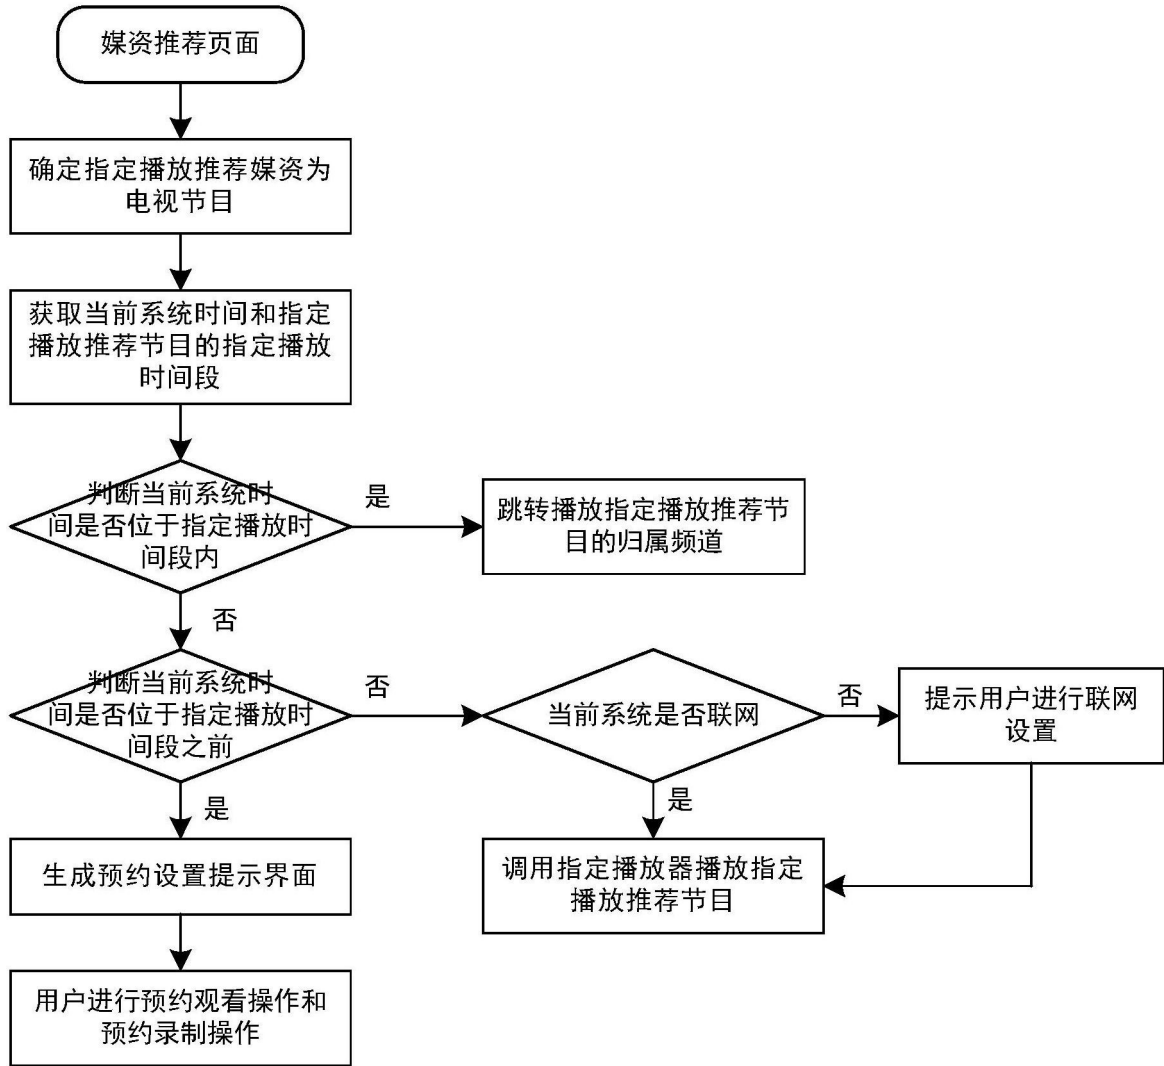 媒资推荐页面
确定指定播放推荐媒资为
电视节目
获取当前系统时间和指定
播放推荐节目的指定播放
时间段
判断当前系统时
间是否位于指定播放时
间段内
是
跳转播放指定播放推荐节
目的归属频道
否
判断当前系统时
间是否位于指定播放时
间段之前
否
当前系统是否联网
否
提示用户进行联网
设置
是
是
生成预约设置提示界面
调用指定播放器播放指定
播放推荐节目
用户进行预约观看操作和
预约录制操作